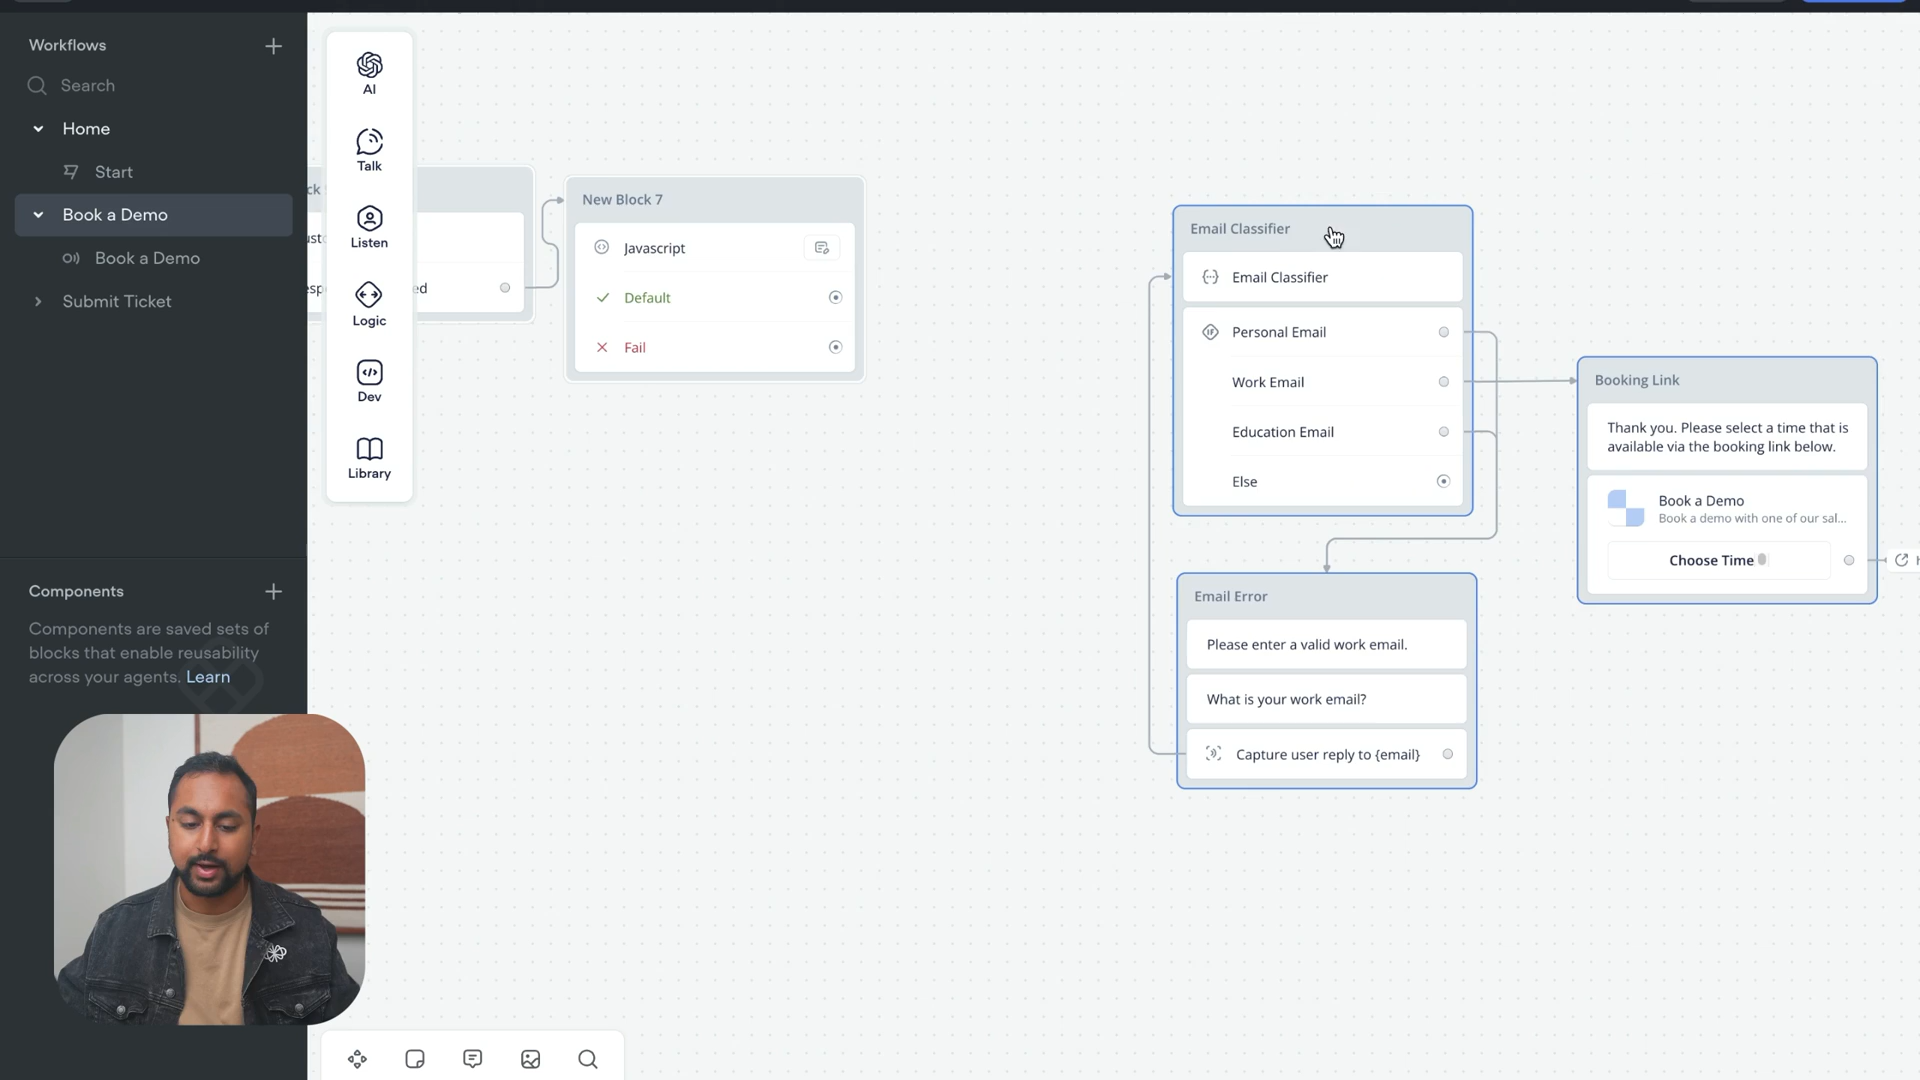 Workflows
Search
Home
Start
Book a Demo
Book a Demo
Submit Ticket
Components
Components are saved sets of
blocks that enable reusability
across your agents. Learn
AI
Talk
Listen
Logic
Dev
Library
New Block 7
Javascript
Default
Fail
Email Classifier
Email Classifier
Personal Email
Work Email
Education Email
Else
Email Error
Please enter a valid work email.
What is your work email?
Capture user reply to {email}
Booking Link
Thank you. Please select a time that is
available via the booking link below.
Book a Demo
Book a demo with one of our sal...
Choose Time